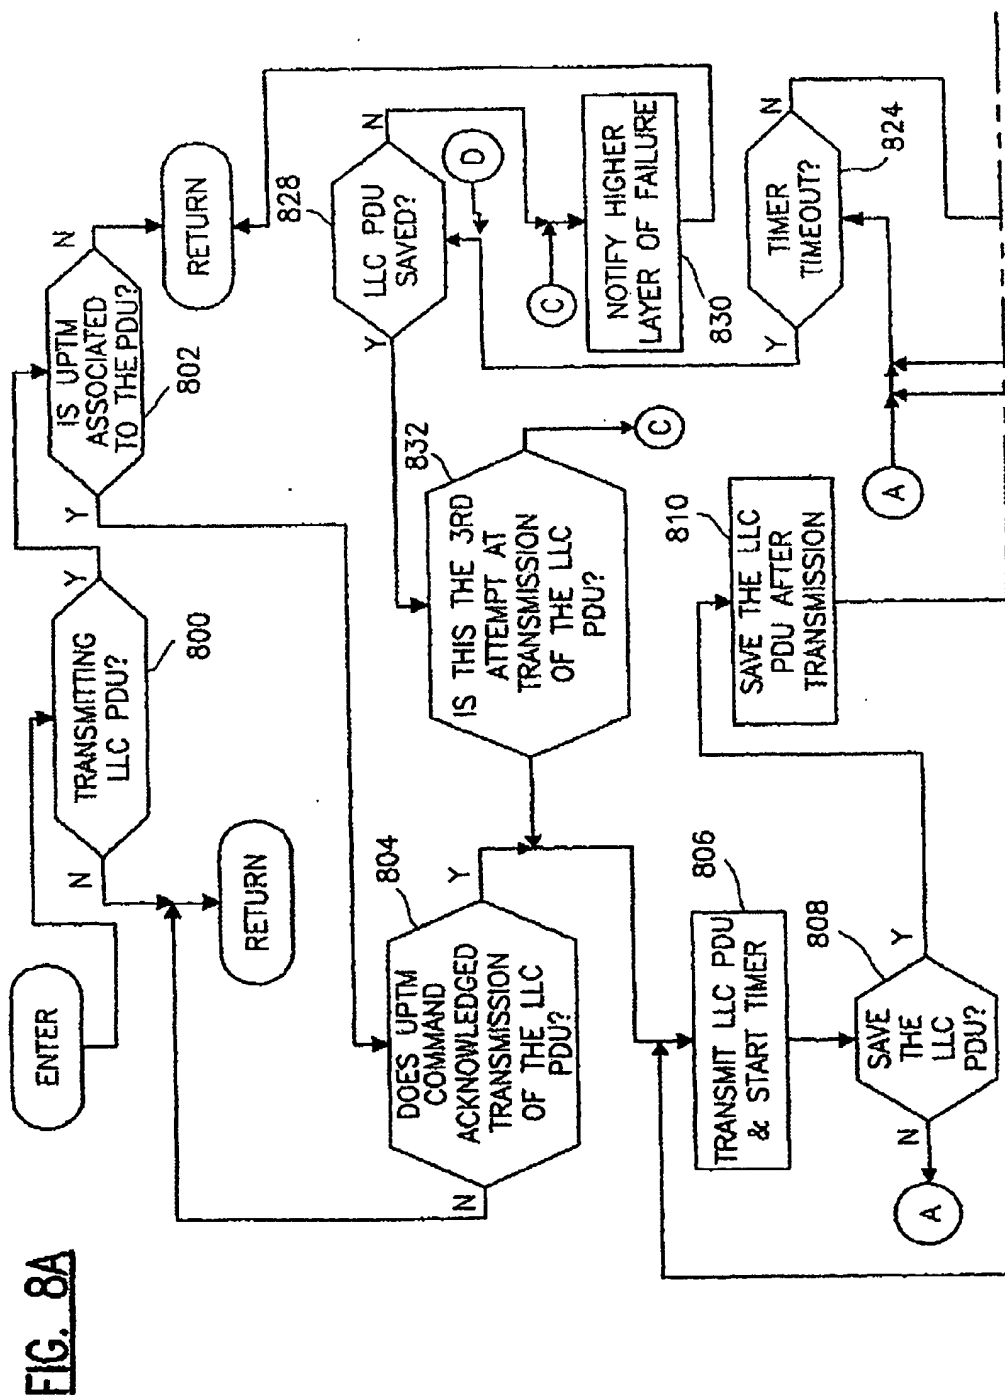 FIG. 8A
ENTER
TRANSMITTING
LLC PDU?
800
N
Y
RETURN
IS UPTM
ASSOCIATED
TO THE PDU?
802
Y
N
RETURN
DOES UPTM
COMMAND
ACKNOWLEDGED
TRANSMISSION
OF THE LLC
PDU?
804
N
Y
IS THIS THE 3RD
ATTEMPT AT
TRANSMISSION
OF THE LLC
PDU?
832
C
LLC PDU
SAVED?
828
Y
N
D
C
NOTIFY HIGHER
LAYER OF FAILURE
830
TRANSMIT LLC PDU
& START TIMER
806
SAVE
THE
LLC
PDU?
808
N
Y
A
SAVE THE LLC
PDU AFTER
TRANSMISSION
810
A
TIMER
TIMEOUT?
824
Y
N